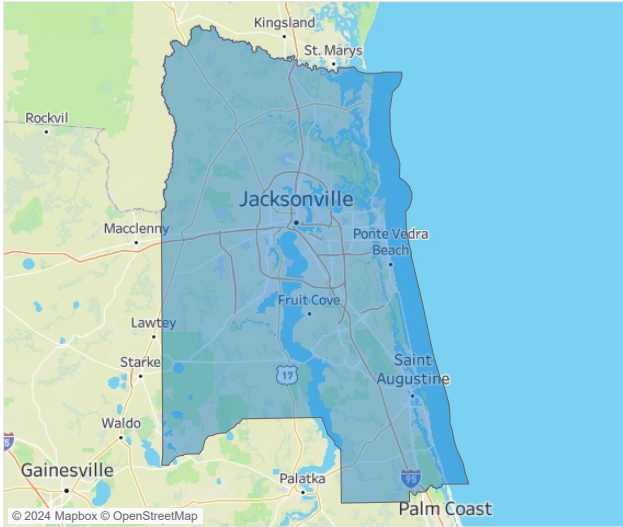 Kingsland
St. Marys
Rockvil
Jacksonville
Macclenny
Ponte Vedra
Beach
Fruit Cove
Lawtey
Starke
Saint
Augustine
17
Waldo
5
Gainesville
Palatka
95
Palm Coast
© 2024 Mapbox © OpenStreetMap